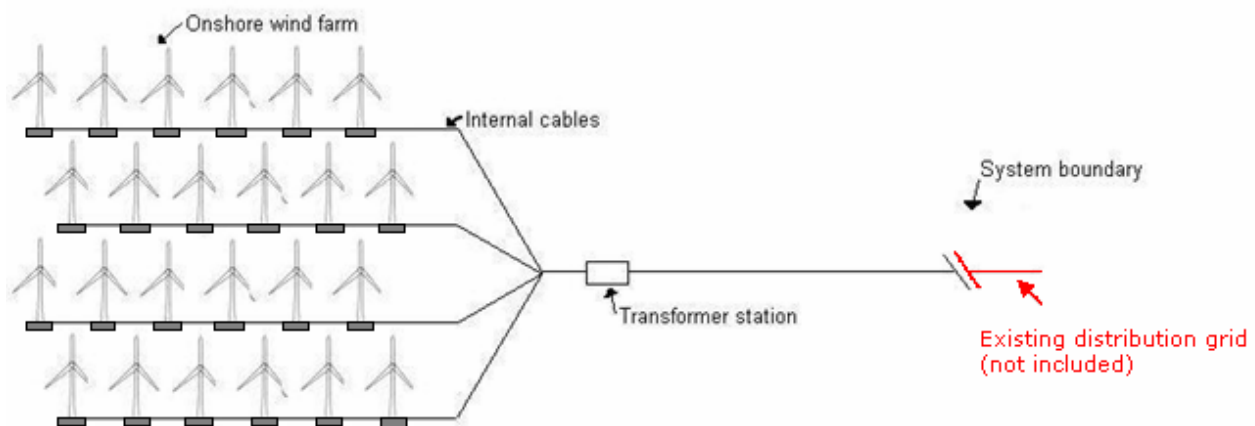 Onshore wind farm
Internal cables
System boundary
Transformer station
Existing distribution grid
(not included)